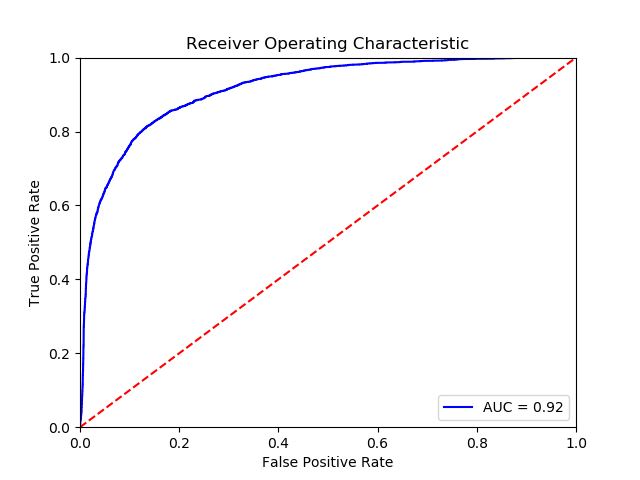 Receiver Operating Characteristic
1.0
0.8
0.6
0.4
0.2
0.0
True Positive Rate
AUC = 0.92
0.0 0.2 0.4 0.6 0.8 1.0
False Positive Rate